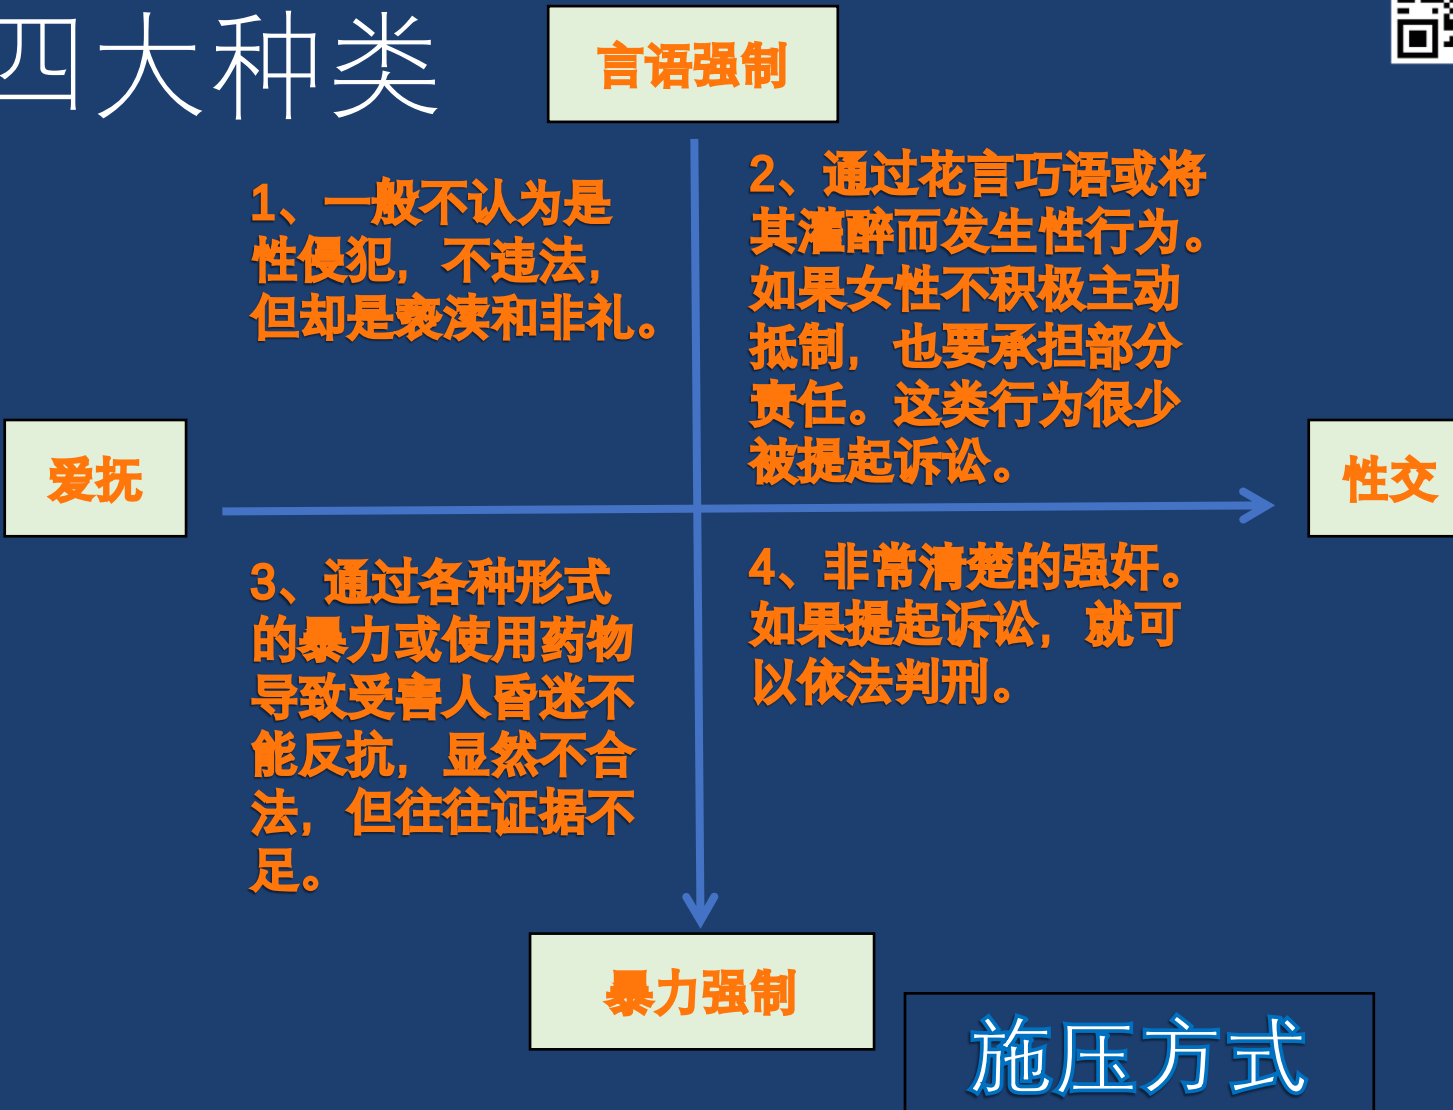 四大种类
言语强制
1、一般不认为是
性侵犯，不违法，
但却是亵渎和非礼。
2、通过花言巧语或将
其灌醉而发生性行为。
如果女性不积极主动
抵制，也要承担部分
责任。这类行为很少
被提起诉讼。
爱抚
性交
3、通过各种形式
的暴力或使用药物
导致受害人昏迷不
能反抗，显然不合
法，但往往证据不
足。
4、非常清楚的强奸。
如果提起诉讼，就可
以依法判刑。
暴力强制
施压方式